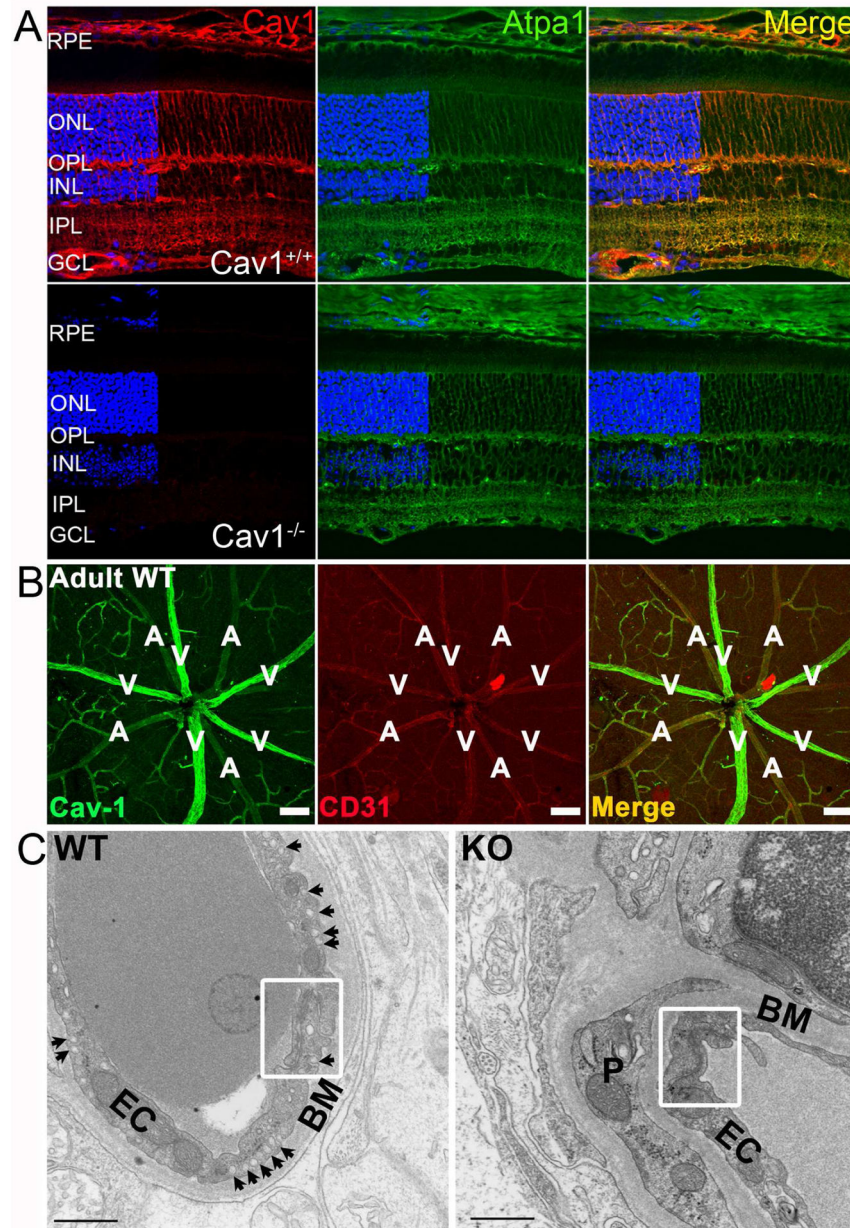 A
Cav1
Atpa1
Merge
RPE
ONL
OPL
INL
IPL
GCL
Cav1+/+
RPE
ONL
OPL
INL
IPL
GCL
Cav1-/-
B
Adult WT
A
A
V
V
V
A
V
V
A
Cav-1
A
A
V
V
V
A
V
V
A
CD31
A
A
V
V
V
A
V
V
A
Merge
C
WT
EC
BM
KO
BM
P
EC